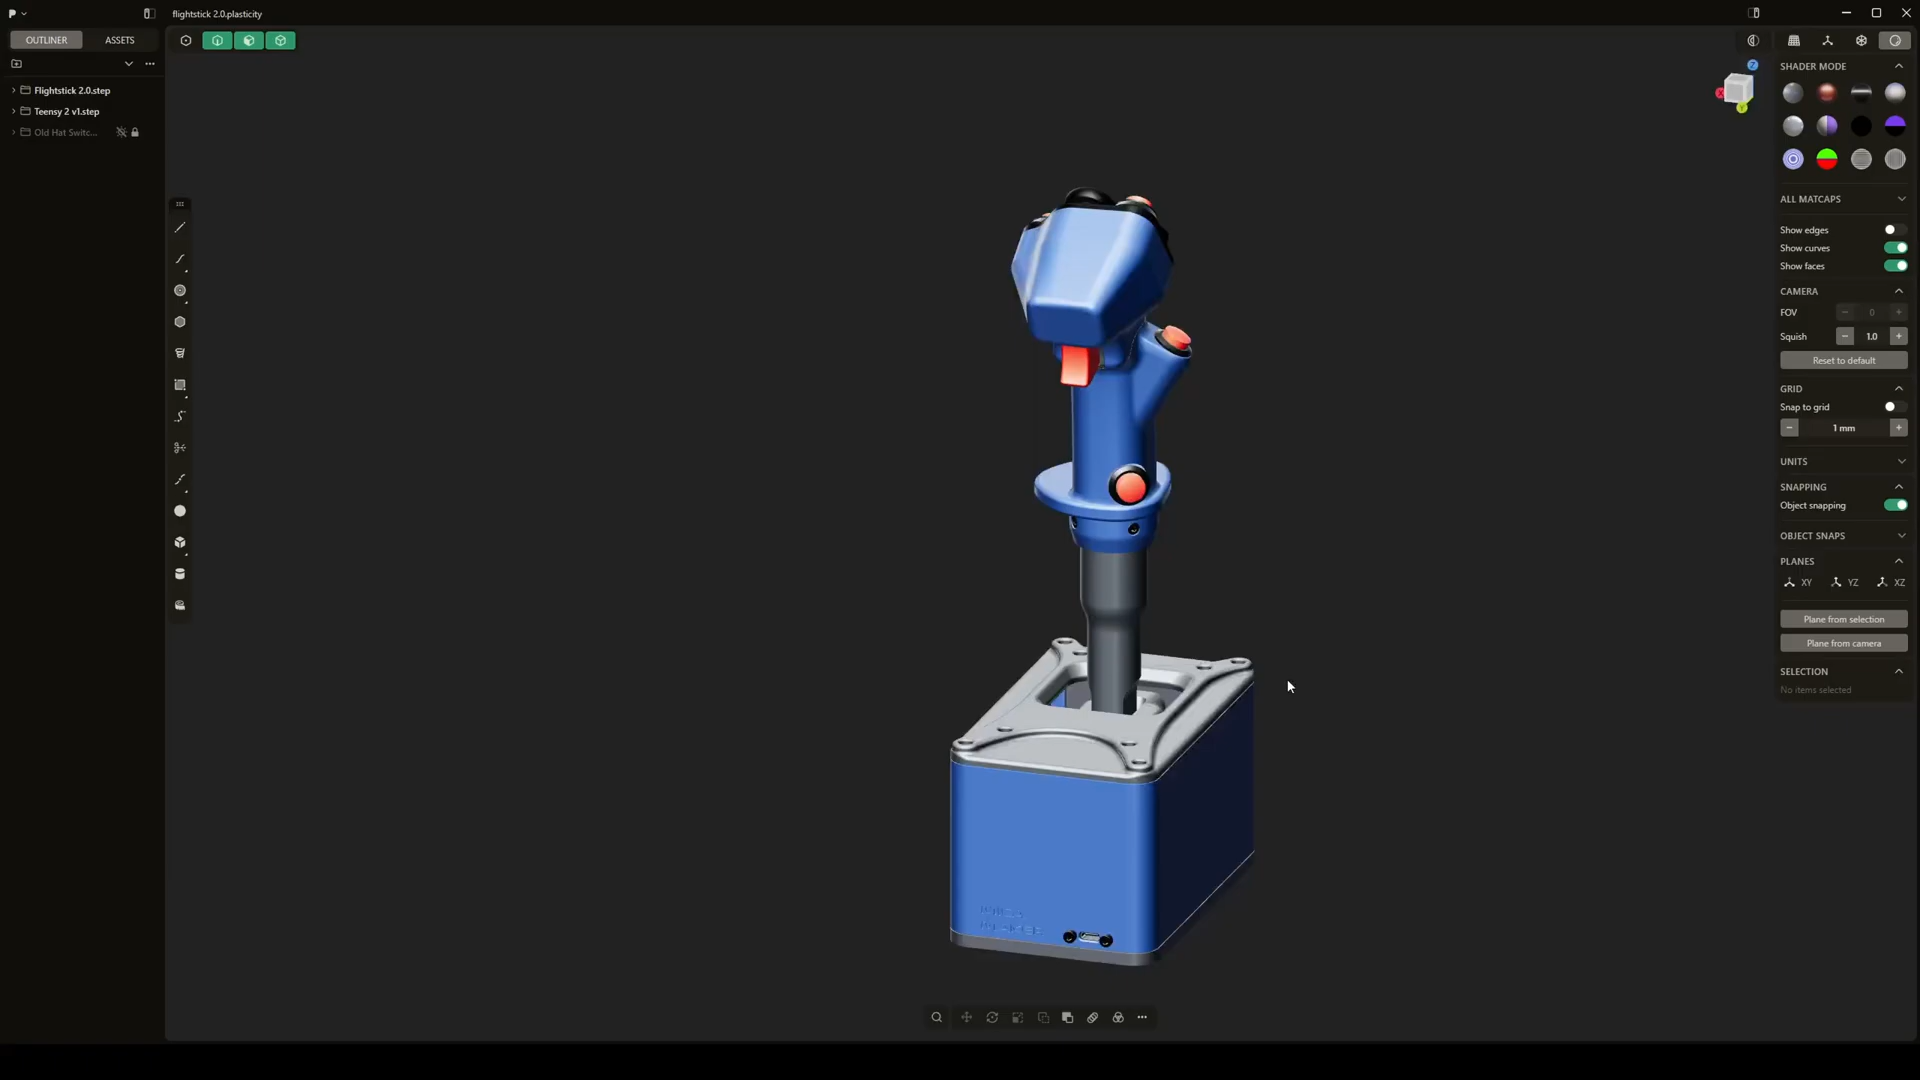 P
flightstick 2.0.plasticity
OUTLINER
ASSETS
Flightstick 2.0.step
Teensy 2 v1.step
Old Hat Switc...
Z
X
Y
SHADER MODE
ALL MATCAPS
Show edges
Show curves
Show faces
CAMERA
FOV
0
Squish
1.0
Reset to default
GRID
Snap to grid
1 mm
UNITS
SNAPPING
Object snapping
OBJECT SNAPS
PLANES
XY
YZ
XZ
Plane from selection
Plane from camera
SELECTION
No items selected